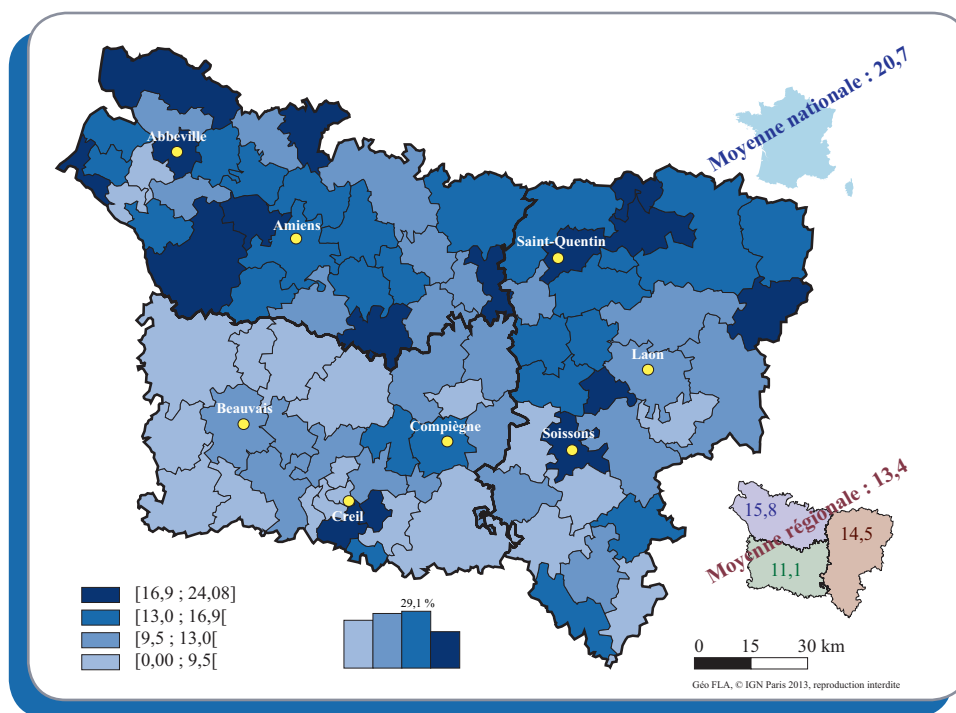 Moyenne nationale : 20,7
Abbeville
Amiens
Saint-Quentin
Laon
Beauvais
Compiègne
Soissons
Creil
Moyenne régionale : 13,4
15,8
14,5
11,1
[16,9 ; 24,08]
[13,0 ; 16,9[
[9,5 ; 13,0[
[0,00 ; 9,5[
29,1 %
0 15 30 km
Géo FLA, © IGN Paris 2013, reproduction interdite